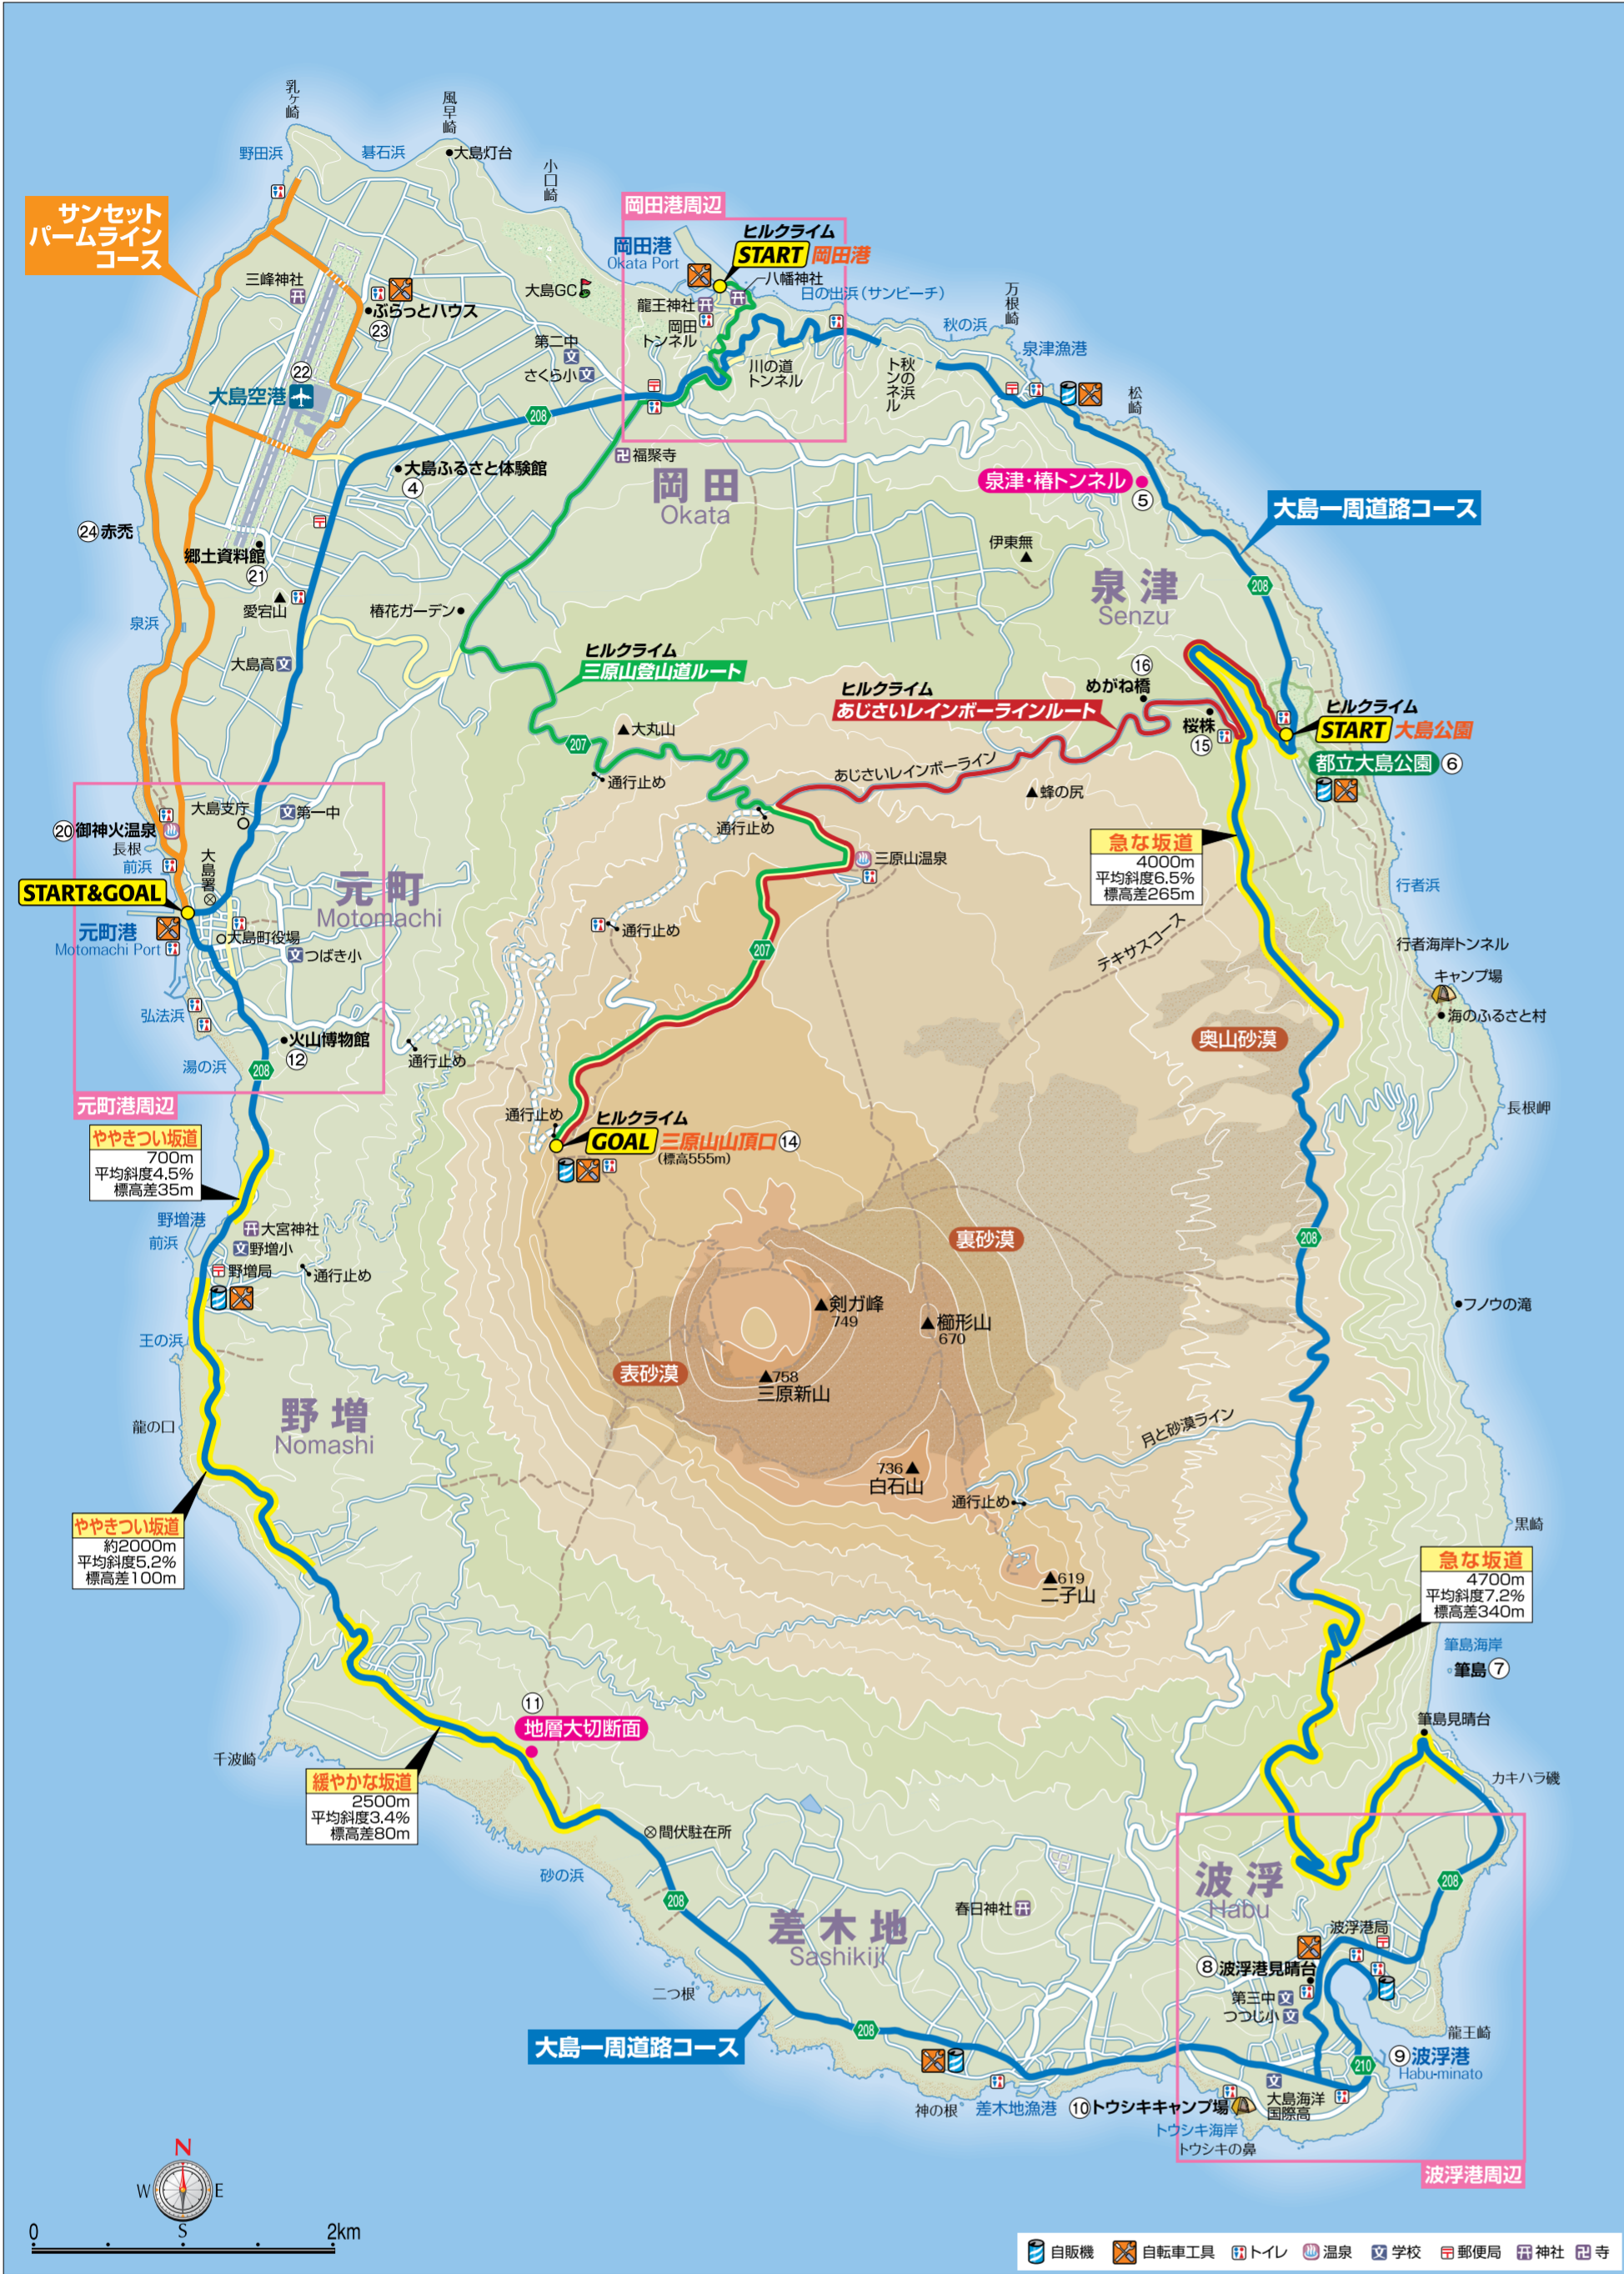 乳ヶ崎
風早崎
野田浜
碁石浜
大島灯台
小口崎
サンセット
パームライン
コース
岡田港周辺
岡田港
Okata Port
ヒルクライム
START 岡田港
八幡神社
日の出浜（サンビーチ）
万根崎
秋の浜
泉津漁港
三峰神社
ぶらっとハウス
㉓
大島GC
龍王神社
岡田
トンネル
川の道
トンネル
秋の浜
トンネル
松崎
第二中
さくら小
㉒
大島空港
208
大島ふるさと体験館
④
福聚寺
岡田
Okata
泉津・椿トンネル
⑤
大島一周道路コース
㉔赤禿
郷土資料館
㉑
愛宕山
伊東無
泉津
Senzu
208
泉浜
椿花ガーデン
大島高
ヒルクライム
三原山登山道ルート
⑯
めがね橋
ヒルクライム
あじさいレインボーラインルート
桜株
⑮
ヒルクライム
START 大島公園
都立大島公園⑥
207
大丸山
通行止め
あじさいレインボーライン
蜂の尻
大島支庁
第一中
通行止め
⑳御神火温泉
長根
前浜
大島署
三原山温泉
急な坂道
4000m
平均斜度6.5%
標高差265m
START&GOAL
元町
Motomachi
行者浜
元町港
Motomachi Port
大島町役場
つばき小
通行止め
207
テキサスコース
行者海岸トンネル
キャンプ場
海のふるさと村
弘法浜
火山博物館
⑫
通行止め
奥山砂漠
湯の浜
208
元町港周辺
通行止め
ヒルクライム
GOAL 三原山山頂口⑭
(標高555m)
長根岬
ややきつい坂道
700m
平均斜度4.5%
標高差35m
野増港
前浜
大宮神社
野増小
野増局
通行止め
裏砂漠
208
剣ガ峰
749
櫛形山
670
フノウの滝
王の浜
表砂漠
758
三原新山
龍の口
野増
Nomashi
月と砂漠ライン
736
白石山
通行止め
ややきつい坂道
約2000m
平均斜度5.2%
標高差100m
619
二子山
黒崎
急な坂道
4700m
平均斜度7.2%
標高差340m
筆島海岸
筆島⑦
⑪
地層大切断面
筆島見晴台
千波崎
緩やかな坂道
2500m
平均斜度3.4%
標高差80m
カキハラ磯
間伏駐在所
砂の浜
208
差木地
Sashikiji
春日神社
波浮
Habu
208
波浮港局
⑧波浮港見晴台
第三中
つつじ小
二つ根
大島一周道路コース
208
龍王崎
210
⑨波浮港
Habu-minato
神の根
差木地漁港
⑩トウシキキャンプ場
大島海洋
国際高
トウシキ海岸
トウシキの鼻
波浮港周辺
N
W
E
S
0
2km
自販機 自転車工具 トイレ 温泉 学校 郵便局 神社 寺